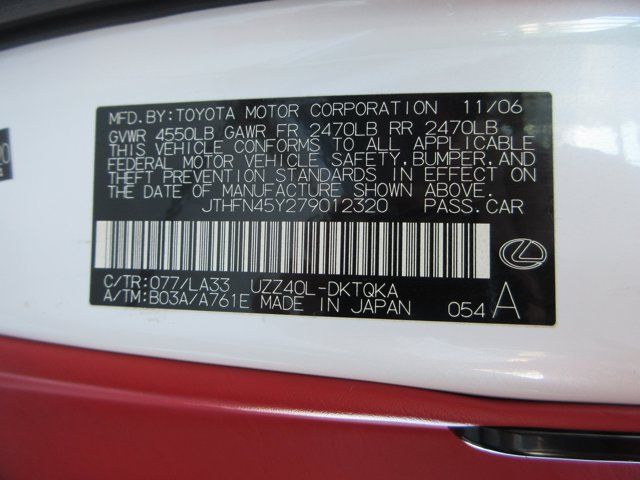 MFD. BY: TOYOTA MOTOR CORPORATION 11/06
GVWR 4550LB GAWR FR 2470LB RR 2470LB
THIS VEHICLE CONFORMS TO ALL APPLICABLE
FEDERAL MOTOR VEHICLE SAFETY, BUMPER, AND
THEFT PREVENTION STANDARDS IN EFFECT ON
THE DATE OF MANUFACTURE SHOWN ABOVE.
JTHFN45Y279012320 PASS. CAR
C/TR: 077/LA33 UZZ40L-DKTQKA
A/TM: B03A/A761E MADE IN JAPAN 054 A